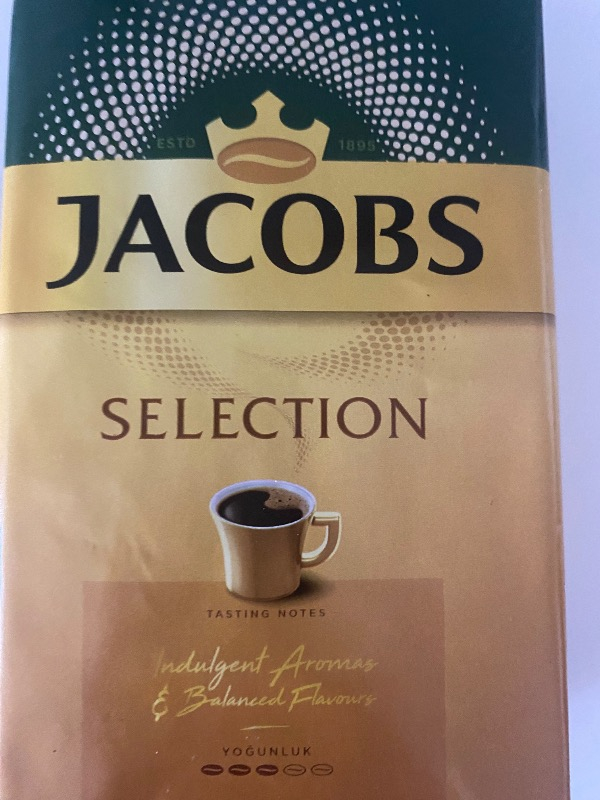 ESTD 1895
JACOBS
SELECTION
TASTING NOTES
Indulgent Aromas
& Balanced Flavours
YOĞUNLUK